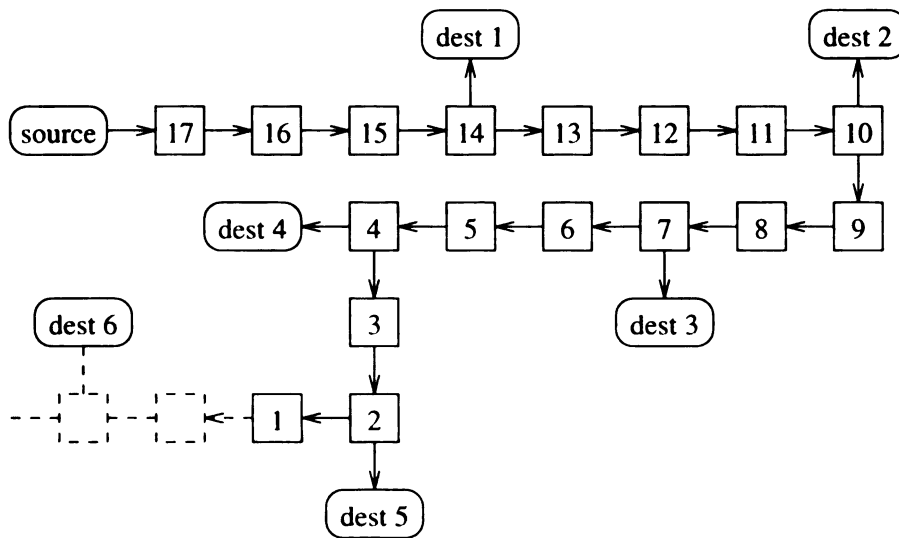 dest 1 dest 2
source 17 16 15 14 13 12 11 10
dest 4 4 5 6 7 8 9
dest 6 3 dest 3
1 2
dest 5